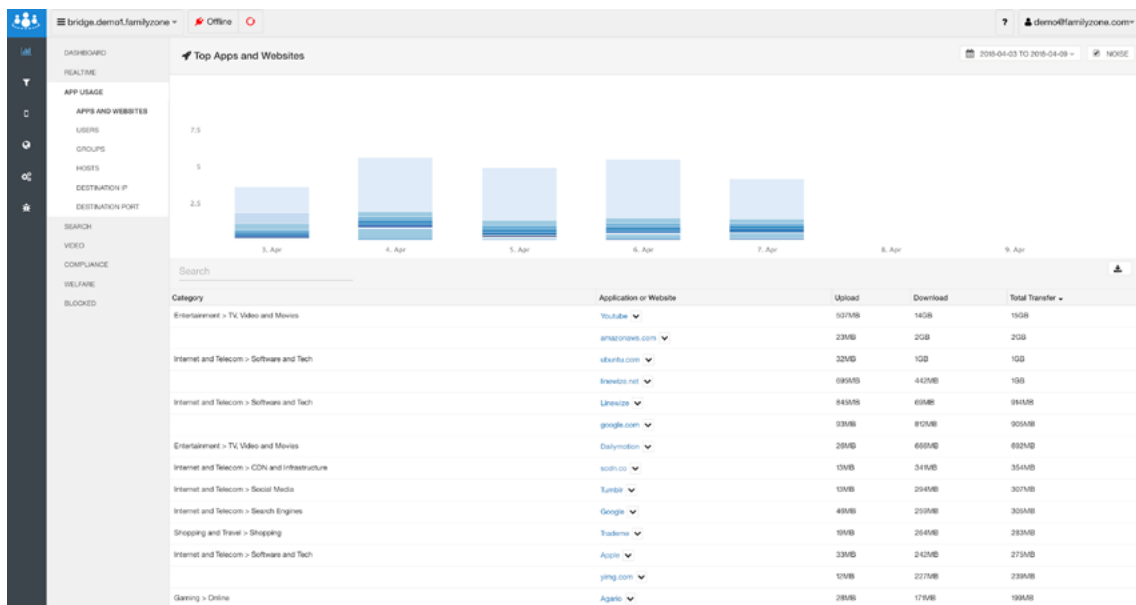 bridge.demo1.familyzone
Offline
?
demo@familyzone.com
DASHBOARD
REALTIME
APP USAGE
APPS AND WEBSITES
USERS
GROUPS
HOSTS
DESTINATION IP
DESTINATION PORT
SEARCH
VIDEO
COMPLIANCE
WELFARE
BLOCKED
Top Apps and Websites
2018-04-03 TO 2018-04-09
NOISE
7.5
5
2.5
3. Apr 4. Apr 5. Apr 6. Apr 7. Apr 8. Apr 9. Apr
Search
Category Application or Website Upload Download Total Transfer
Entertainment > TV, Video and Movies Youtube 507MB 14GB 15GB
amazonaws.com 23MB 2GB 2GB
Internet and Telecom > Software and Tech ubuntu.com 32MB 1GB 1GB
linewize.net 695MB 442MB 1GB
Internet and Telecom > Software and Tech Linewize 845MB 69MB 914MB
google.com 93MB 812MB 905MB
Entertainment > TV, Video and Movies Dailymotion 26MB 666MB 692MB
Internet and Telecom > CDN and Infrastructure scdn.co 13MB 341MB 354MB
Internet and Telecom > Social Media Tumblr 13MB 294MB 307MB
Internet and Telecom > Search Engines Google 46MB 259MB 305MB
Shopping and Travel > Shopping Trademe 19MB 264MB 283MB
Internet and Telecom > Software and Tech Apple 33MB 242MB 275MB
yimg.com 12MB 227MB 239MB
Gaming > Online Agario 28MB 171MB 199MB